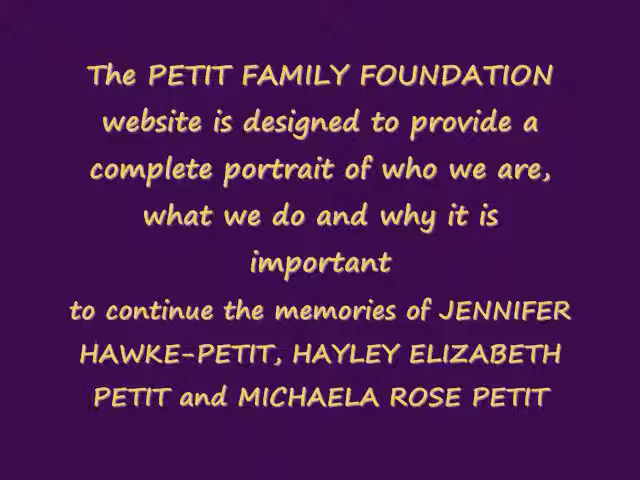 The PETIT FAMILY FOUNDATION
website is designed to provide a
complete portrait of who we are,
what we do and why it is
important
to continue the memories of JENNIFER
HAWKE-PETIT, HAYLEY ELIZABETH
PETIT and MICHAELA ROSE PETIT